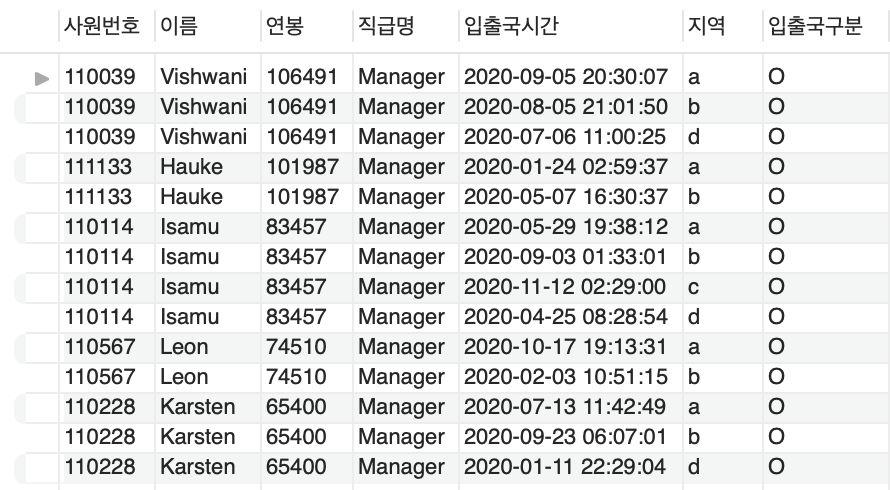 사원번호 이름 연봉 직급명 입출국시간 지역 입출국구분
110039 Vishwani 106491 Manager 2020-09-05 20:30:07 a O
110039 Vishwani 106491 Manager 2020-08-05 21:01:50 b O
110039 Vishwani 106491 Manager 2020-07-06 11:00:25 d O
111133 Hauke 101987 Manager 2020-01-24 02:59:37 a O
111133 Hauke 101987 Manager 2020-05-07 16:30:37 b O
110114 Isamu 83457 Manager 2020-05-29 19:38:12 a O
110114 Isamu 83457 Manager 2020-09-03 01:33:01 b O
110114 Isamu 83457 Manager 2020-11-12 02:29:00 c O
110114 Isamu 83457 Manager 2020-04-25 08:28:54 d O
110567 Leon 74510 Manager 2020-10-17 19:13:31 a O
110567 Leon 74510 Manager 2020-02-03 10:51:15 b O
110228 Karsten 65400 Manager 2020-07-13 11:42:49 a O
110228 Karsten 65400 Manager 2020-09-23 06:07:01 b O
110228 Karsten 65400 Manager 2020-01-11 22:29:04 d O